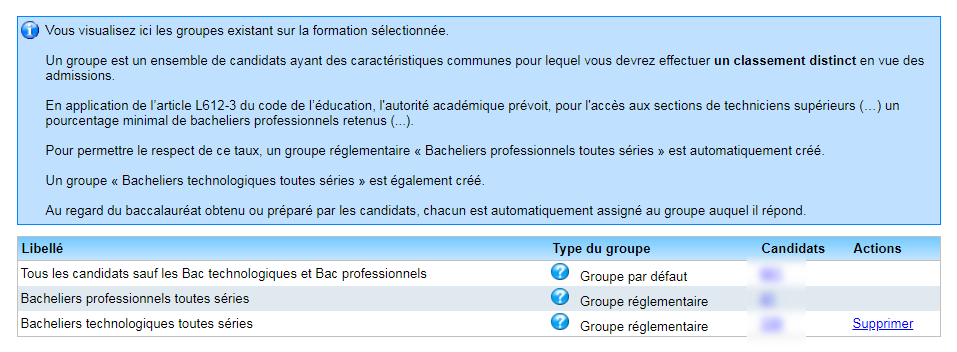 Vous visualisez ici les groupes existant sur la formation sélectionnée.
Un groupe est un ensemble de candidats ayant des caractéristiques communes pour lequel vous devrez effectuer un classement distinct en vue des
admissions.
En application de l'article L612-3 du code de l'éducation, l'autorité académique prévoit, pour l'accès aux sections de techniciens supérieurs (…) un
pourcentage minimal de bacheliers professionnels retenus (...).
Pour permettre le respect de ce taux, un groupe réglementaire « Bacheliers professionnels toutes séries » est automatiquement créé.
Un groupe « Bacheliers technologiques toutes séries » est également créé.
Au regard du baccalauréat obtenu ou préparé par les candidats, chacun est automatiquement assigné au groupe auquel il répond.
Libellé Type du groupe Candidats Actions
Tous les candidats sauf les Bac technologiques et Bac professionnels ? Groupe par défaut
Bacheliers professionnels toutes séries ? Groupe réglementaire
Bacheliers technologiques toutes séries ? Groupe réglementaire Supprimer